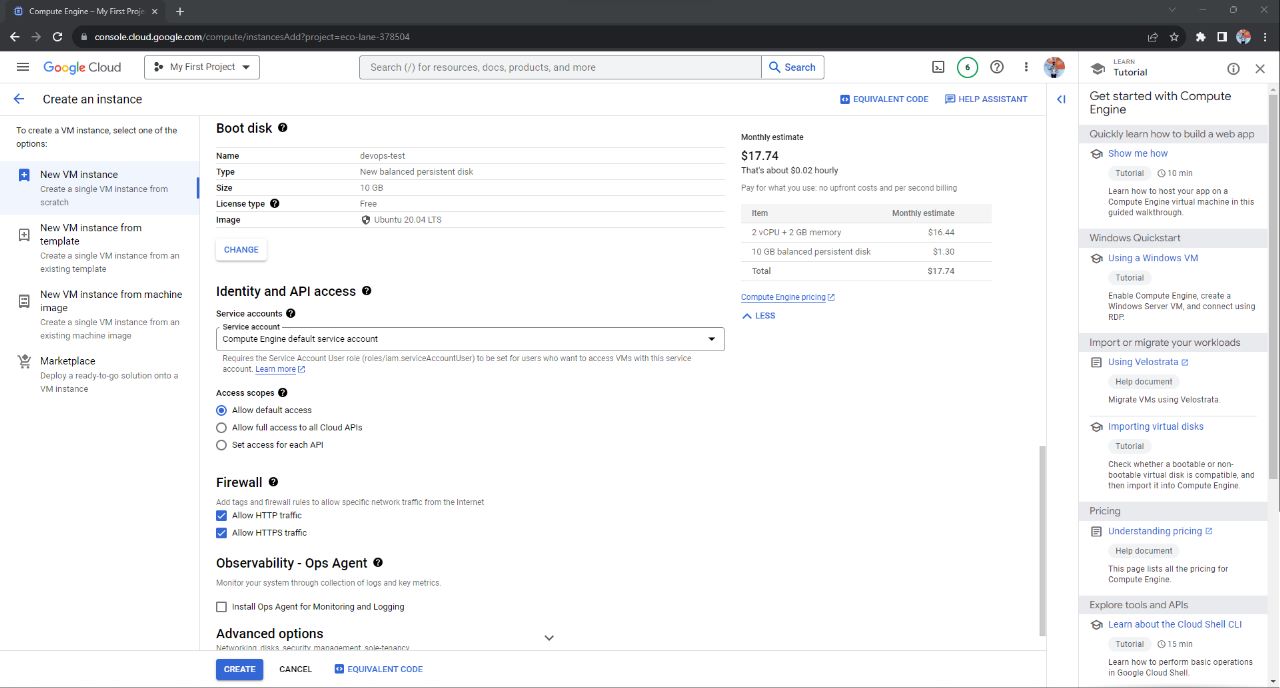 Compute Engine – My First Proje
console.cloud.google.com/compute/instancesAdd?project=eco-lane-378504
Google Cloud
My First Project
Search (/) for resources, docs, products, and more
Search
6
LEARN
Tutorial
Create an instance
EQUIVALENT CODE
HELP ASSISTANT
To create a VM instance, select one of the
options:
New VM instance
Create a single VM instance from
scratch
New VM instance from
template
Create a single VM instance from an
existing template
New VM instance from machine
image
Create a single VM instance from an
existing machine image
Marketplace
Deploy a ready-to-go solution onto a
VM instance
Boot disk
Name devops-test
Type New balanced persistent disk
Size 10 GB
License type Free
Image Ubuntu 20.04 LTS
CHANGE
Identity and API access
Service accounts
Service account
Compute Engine default service account
Requires the Service Account User role (roles/iam.serviceAccountUser) to be set for users who want to access VMs with this service
account. Learn more
Access scopes
Allow default access
Allow full access to all Cloud APIs
Set access for each API
Firewall
Add tags and firewall rules to allow specific network traffic from the Internet
Allow HTTP traffic
Allow HTTPS traffic
Observability - Ops Agent
Monitor your system through collection of logs and key metrics.
Install Ops Agent for Monitoring and Logging
Advanced options
Networking, disks, security, management, sole-tenancy
CREATE
CANCEL
EQUIVALENT CODE
Monthly estimate
$17.74
That's about $0.02 hourly
Pay for what you use: no upfront costs and per second billing
Item Monthly estimate
2 vCPU + 2 GB memory $16.44
10 GB balanced persistent disk $1.30
Total $17.74
Compute Engine pricing
LESS
Get started with Compute
Engine
Quickly learn how to build a web app
Show me how
Tutorial 10 min
Learn how to host your app on a
Compute Engine virtual machine in this
guided walkthrough.
Windows Quickstart
Using a Windows VM
Tutorial
Enable Compute Engine, create a
Windows Server VM, and connect using
RDP.
Import or migrate your workloads
Using Velostrata
Help document
Migrate VMs using Velostrata.
Importing virtual disks
Tutorial
Check whether a bootable or non-
bootable virtual disk is compatible, and
then import it into Compute Engine.
Pricing
Understanding pricing
Help document
This page lists all the pricing for
Compute Engine.
Explore tools and APIs
Learn about the Cloud Shell CLI
Tutorial 15 min
Learn how to perform basic operations
in Google Cloud Shell.